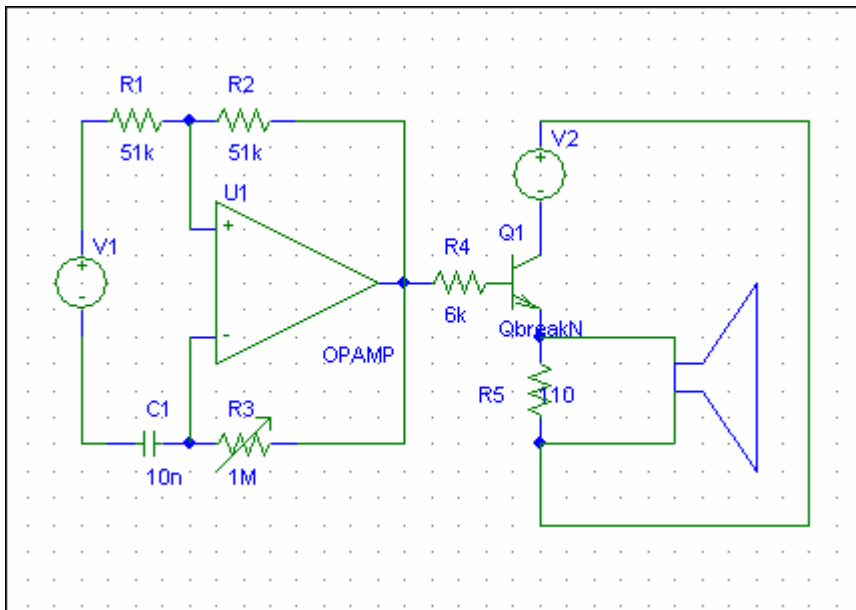 R1
R2
51k
51k
V2
U1
+
-
Q1
+
V1
+
-
R4
6k
QbreakN
-
OPAMP
R5
110
C1
R3
10n
1M